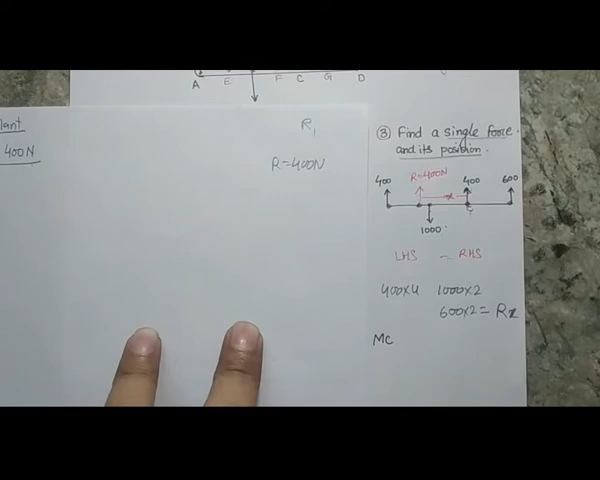 A E F C G D
tant
400N
R1
R=400N
③ Find a single force
and its position.
400 R=400N 400 600
x
C
1000
LHS = RHS
400x4 1000x2
600x2 = Rx
MC